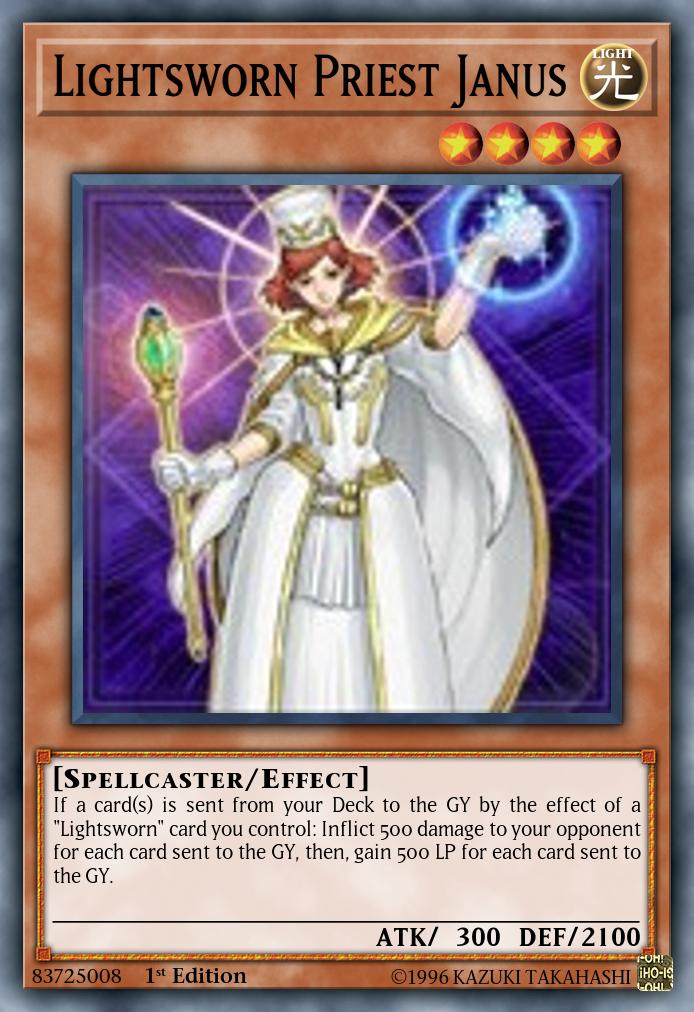 LIGHTSWORN PRIEST JANUS
LIGHT
光
[SPELLCASTER/EFFECT]
If a card(s) is sent from your Deck to the GY by the effect of a
"Lightsworn" card you control: Inflict 500 damage to your opponent
for each card sent to the GY, then, gain 500 LP for each card sent to
the GY.
ATK/ 300 DEF/2100
83725008 1st Edition ©1996 KAZUKI TAKAHASHI